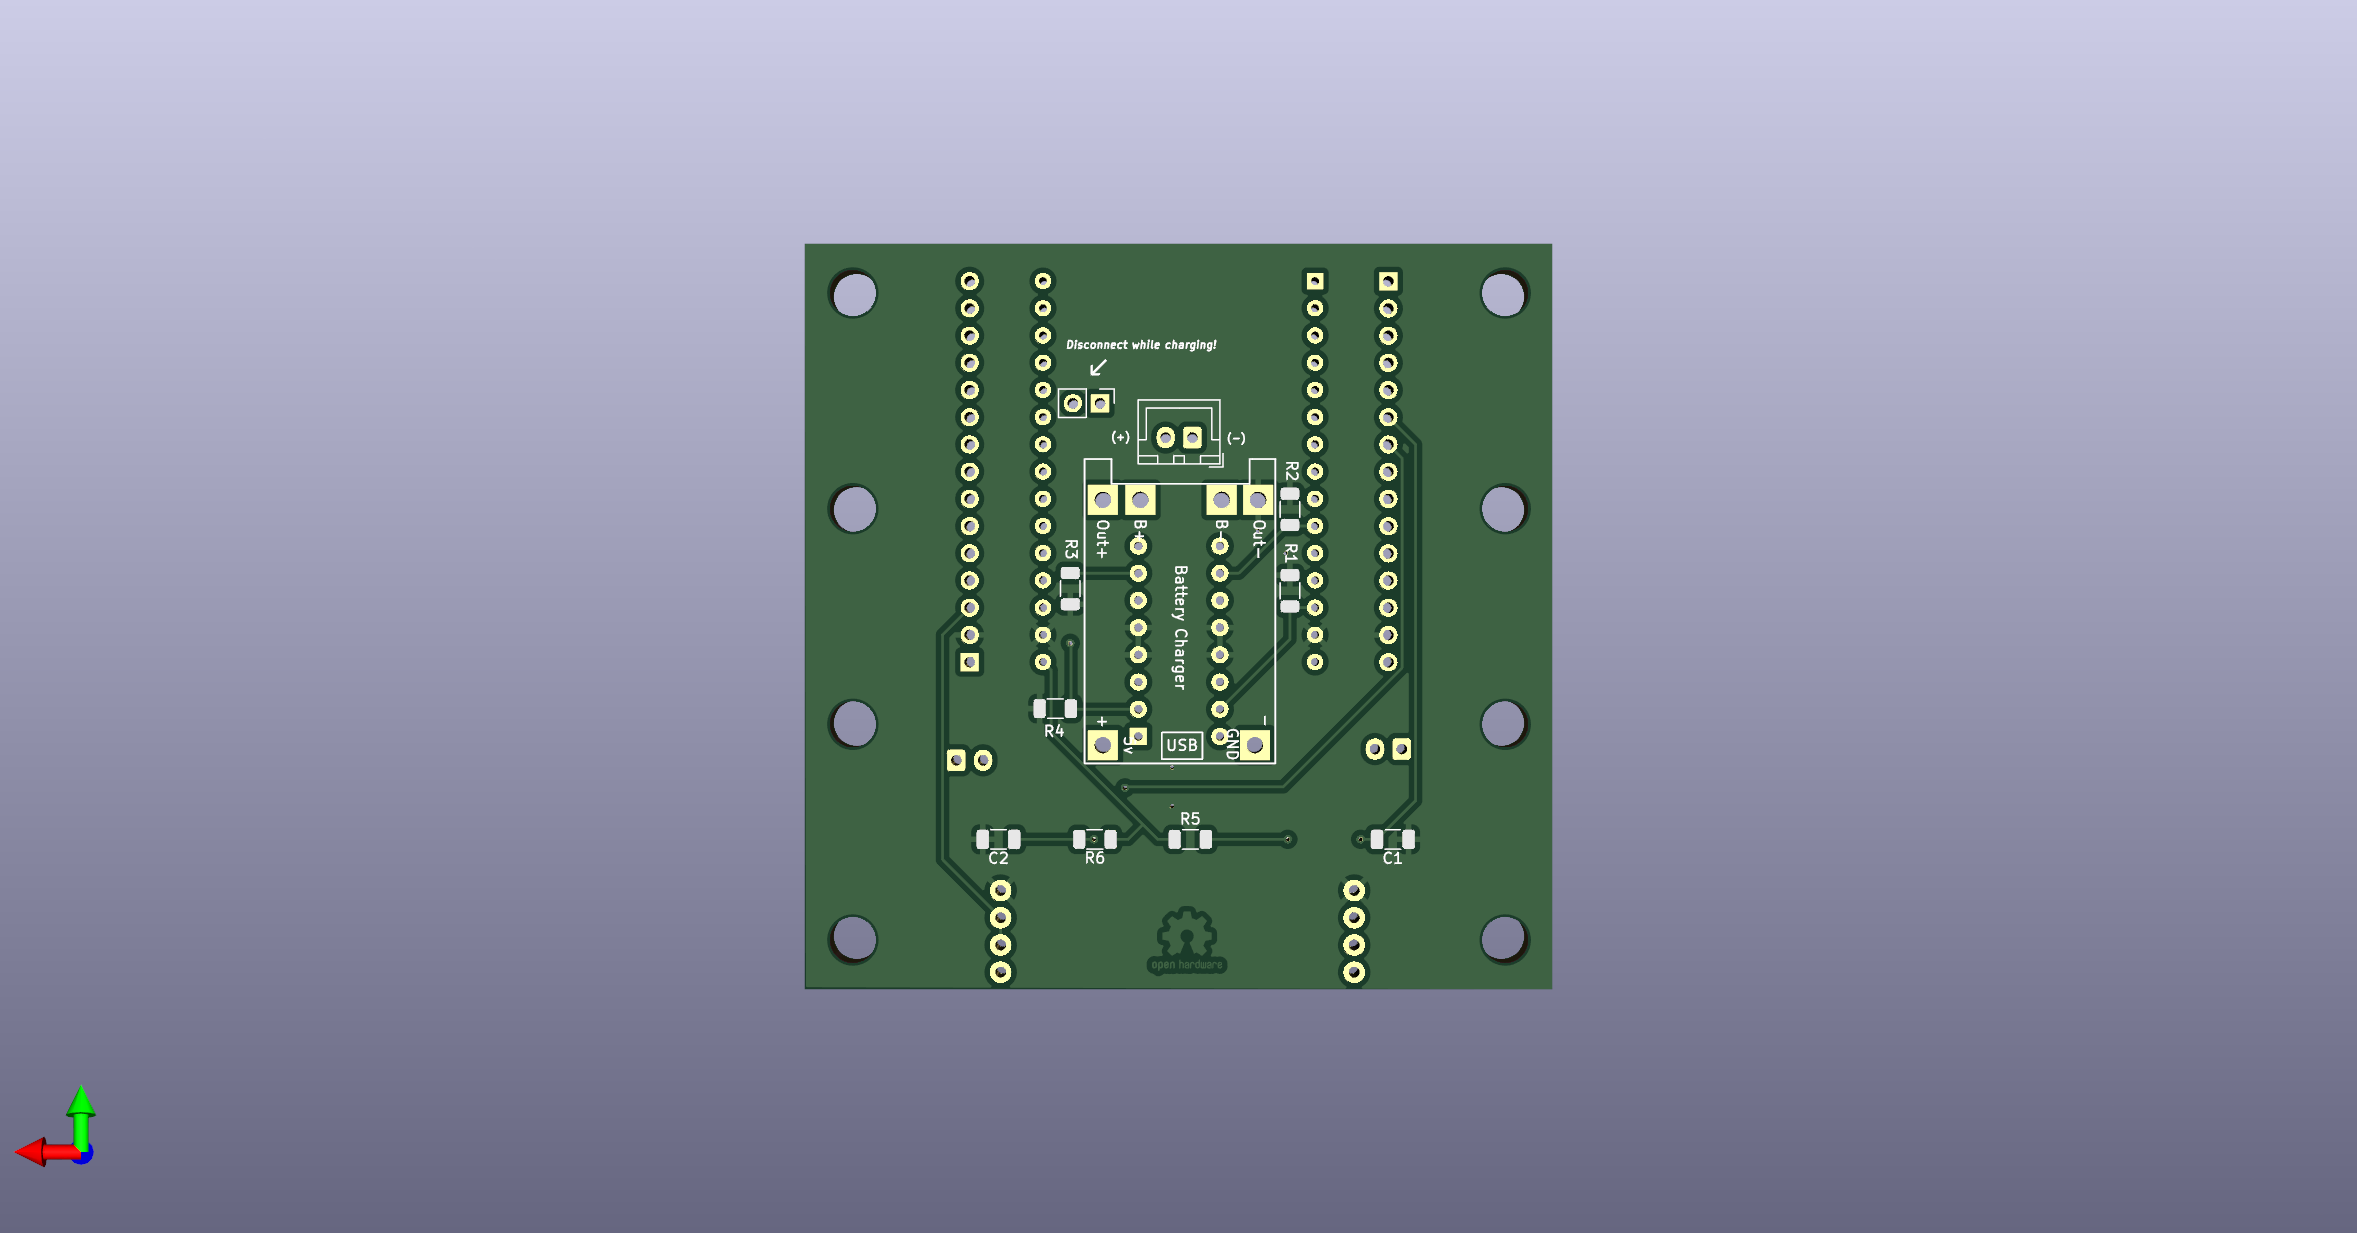 Disconnect while charging!
(+)
(-)
R2
Out+
B+
B-
Out-
R3
R1
Battery Charger
+
-
R4
5v
USB
GND
R5
C2
R6
C1
open hardware